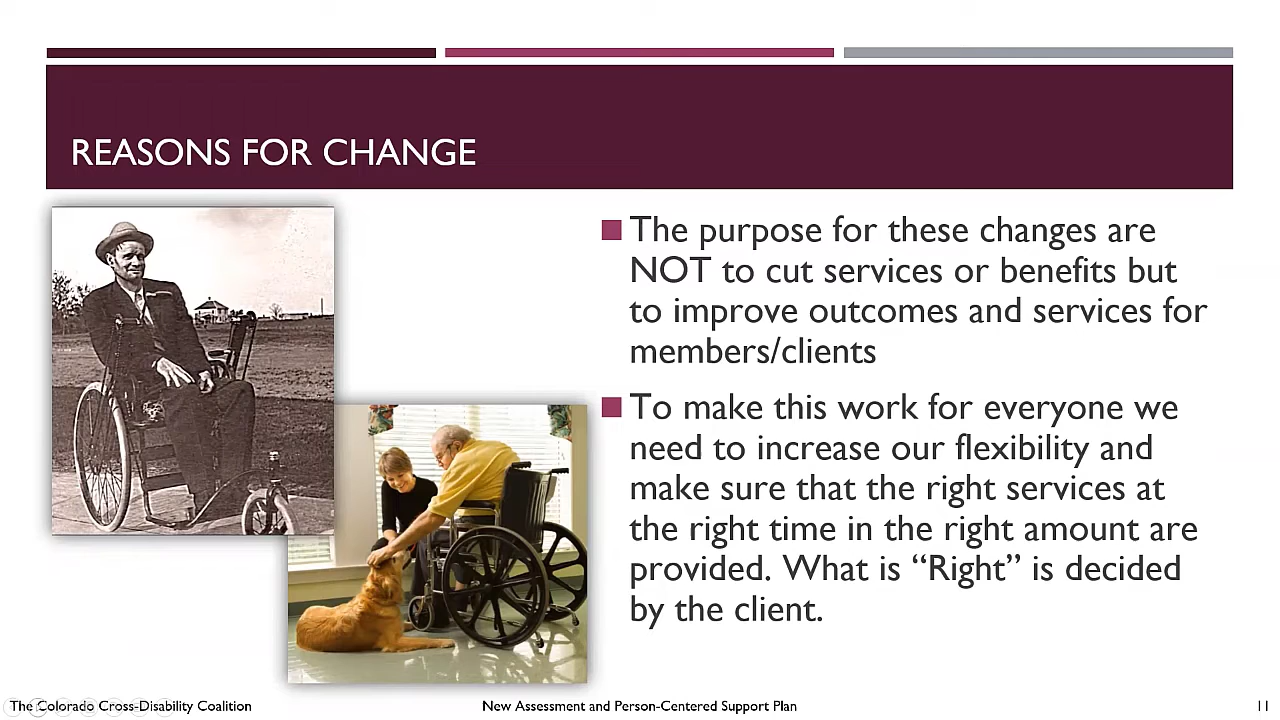 REASONS FOR CHANGE
The purpose for these changes are
NOT to cut services or benefits but
to improve outcomes and services for
members/clients
To make this work for everyone we
need to increase our flexibility and
make sure that the right services at
the right time in the right amount are
provided. What is “Right” is decided
by the client.
The Colorado Cross-Disability Coalition
New Assessment and Person-Centered Support Plan
11